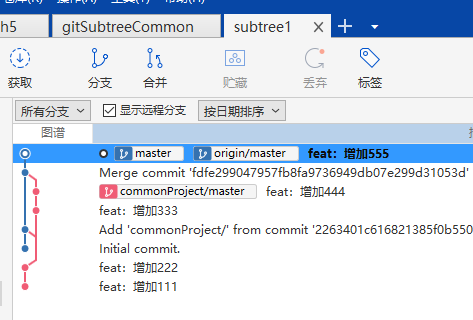 h5 gitSubtreeCommon subtree1
获取 分支 合并 贮藏 丢弃 标签
所有分支 显示远程分支 按日期排序
图谱
master origin/master feat: 增加555
Merge commit 'fdfe299047957fb8fa9736949db07e299d31053d'
commonProject/master feat: 增加444
feat: 增加333
Add 'commonProject/' from commit '2263401c616821385f0b550
Initial commit.
feat: 增加222
feat: 增加111